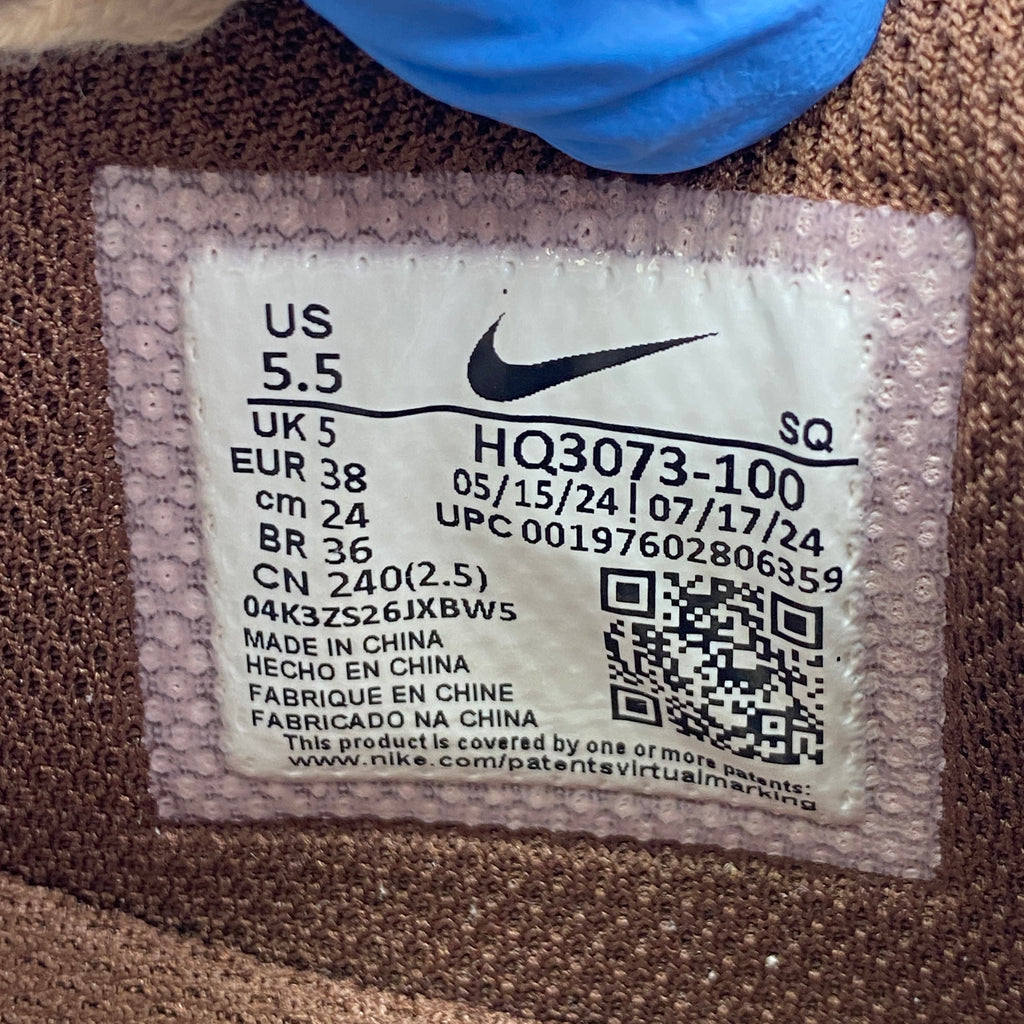 US
5.5
UK 5
EUR 38
cm 24
BR 36
CN 240(2.5)
SQ
HQ3073-100
05/15/24 | 07/17/24
UPC 00197602806359
04K3ZS26JXBW5
MADE IN CHINA
HECHO EN CHINA
FABRIQUE EN CHINE
FABRICADO NA CHINA
This product is covered by one or more patents:
www.nike.com/patentsvirtualmarking